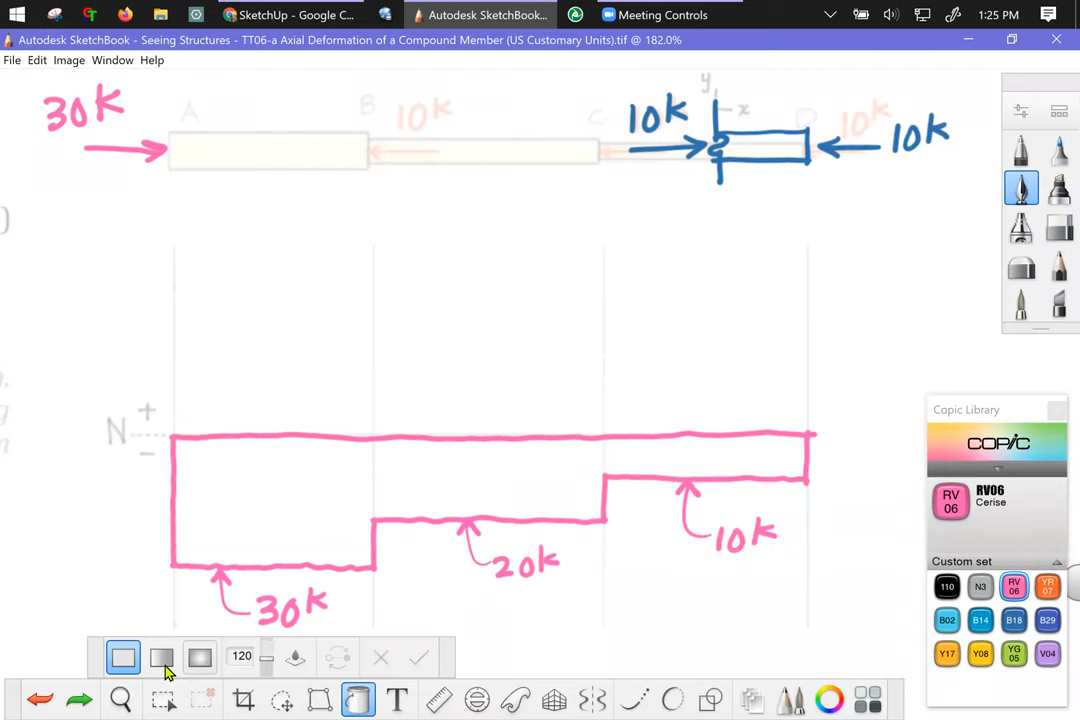 SketchUp - Google C...
Autodesk SketchBook...
Meeting Controls
1:25 PM
Autodesk SketchBook - Seeing Structures - TT06-a Axial Deformation of a Compound Member (US Customary Units).tif @ 182.0%
File Edit Image Window Help
30K
A
B
10K
C
10K
y
x
D
10K
10K
N
+
−
30K
20K
10K
Copic Library
COPIC
RV
06
RV06
Cerise
Custom set
110
N3
RV
06
YR
07
B02
B14
B18
B29
Y17
Y08
YG
05
V04
120
T